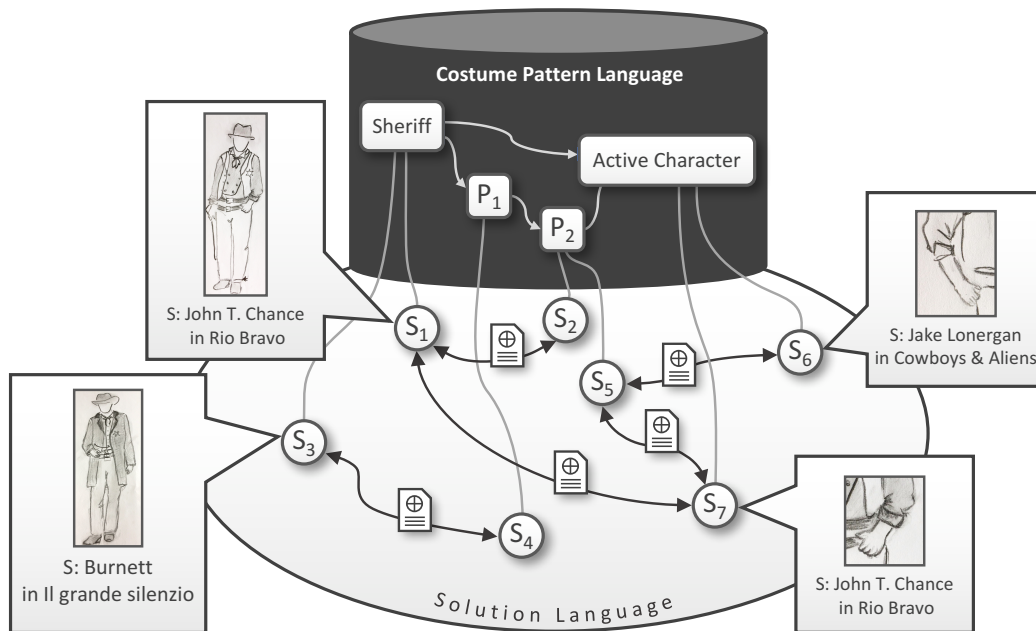 Costume Pattern Language
Sheriff
Active Character
P1
P2
S: John T. Chance
in Rio Bravo
S1
S2
S: Jake Lonergan
in Cowboys & Aliens
S6
S5
S3
S7
S4
S: Burnett
in Il grande silenzio
S: John T. Chance
in Rio Bravo
Solution Language